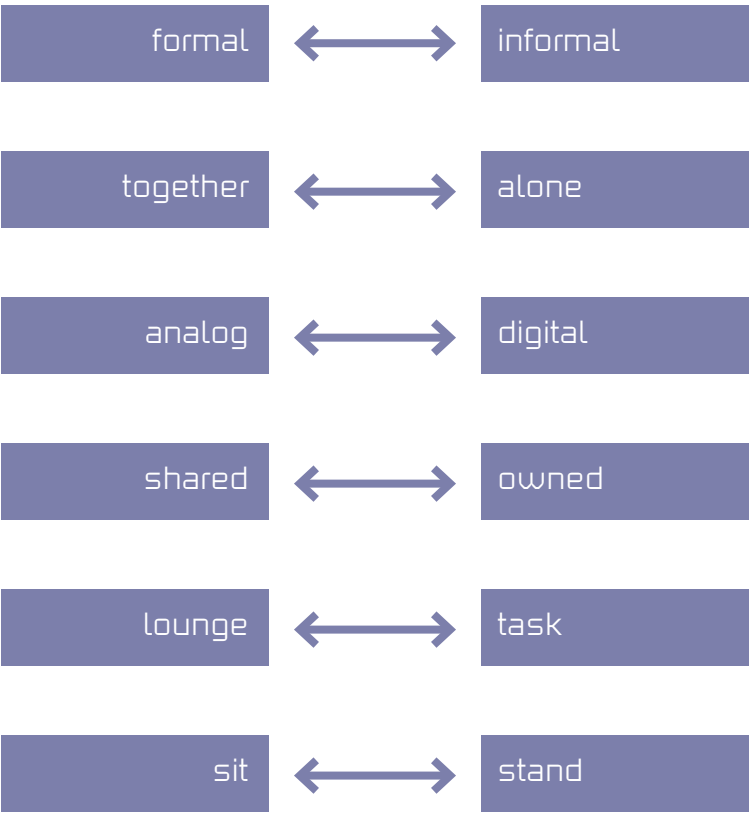 formal informal
together alone
analog digital
shared owned
lounge task
sit stand